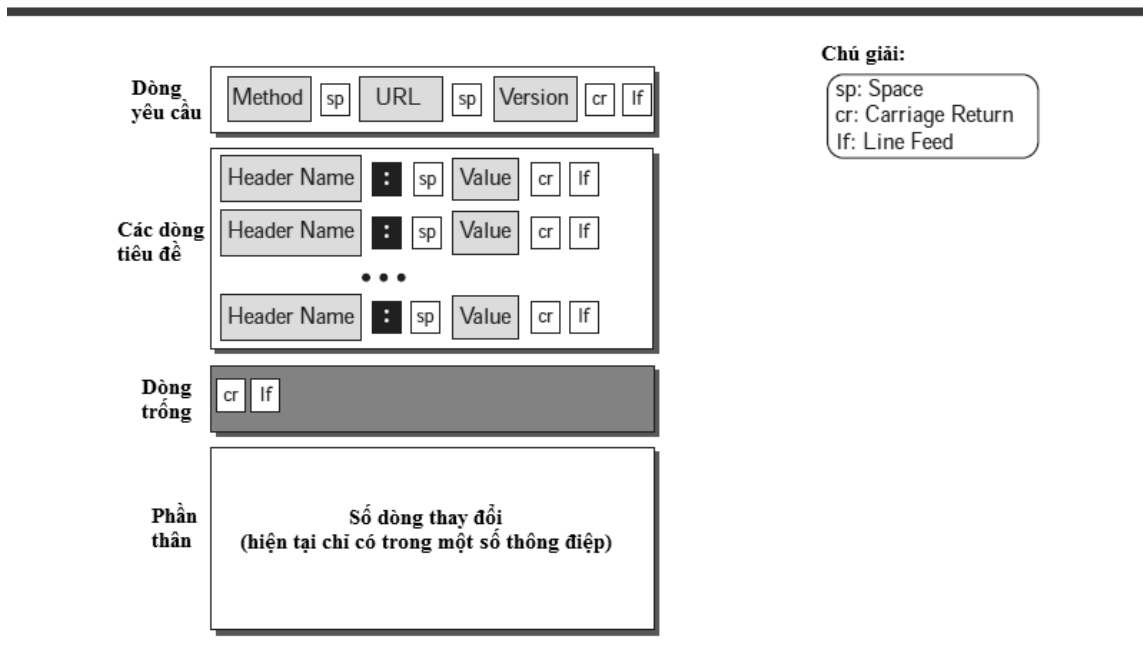 Chú giải:
sp: Space
cr: Carriage Return
lf: Line Feed
Dòng
yêu cầu
Method sp URL sp Version cr lf
Các dòng
tiêu đề
Header Name : sp Value cr lf
Header Name : sp Value cr lf
•••
Header Name : sp Value cr lf
Dòng
trống
cr lf
Phần
thân
Số dòng thay đổi
(hiện tại chỉ có trong một số thông điệp)